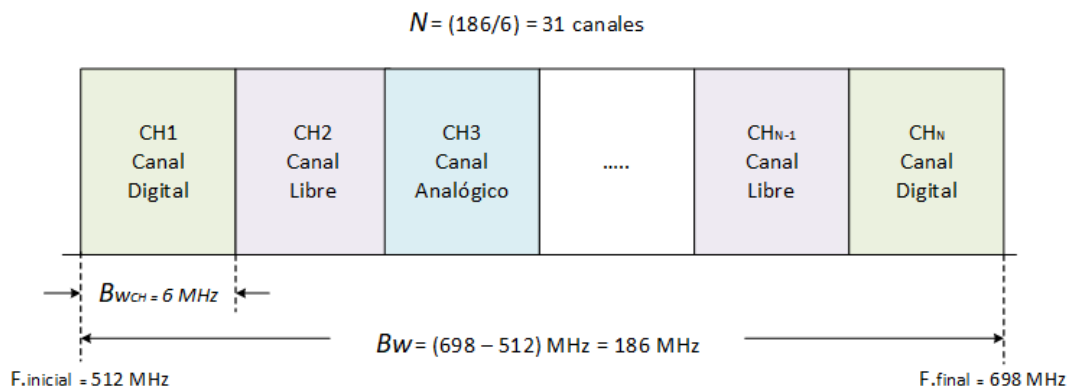 N = (186/6) = 31 canales
CH1
Canal
Digital
CH2
Canal
Libre
CH3
Canal
Analógico
.....
CHN-1
Canal
Libre
CHN
Canal
Digital
BWCH = 6 MHz
BW = (698 – 512) MHz = 186 MHz
F.inicial = 512 MHz
F.final = 698 MHz